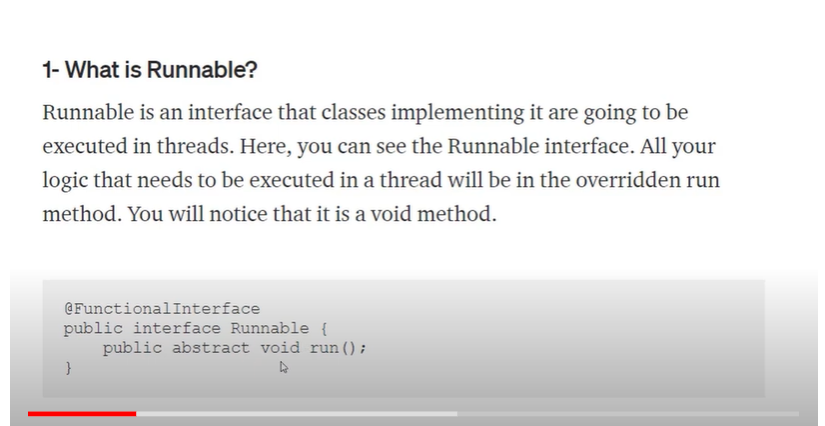 1- What is Runnable?
Runnable is an interface that classes implementing it are going to be
executed in threads. Here, you can see the Runnable interface. All your
logic that needs to be executed in a thread will be in the overridden run
method. You will notice that it is a void method.
@FunctionalInterface
public interface Runnable {
    public abstract void run();
}